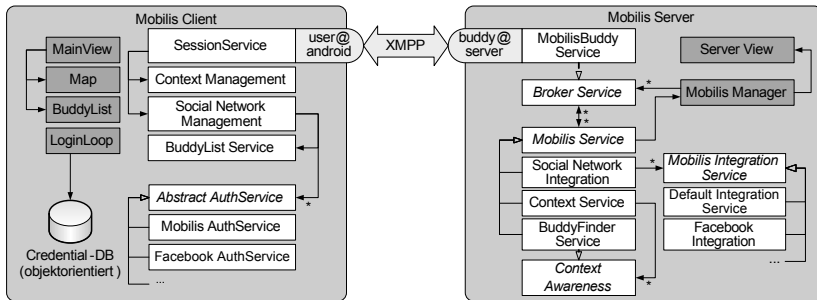 Mobilis Client
MainView
Map
BuddyList
LoginLoop
Credential -DB
(objektorientiert )
SessionService
Context Management
Social Network
Management
BuddyList Service
Abstract AuthService
*
Mobilis AuthService
Facebook AuthService
...
user@
android
XMPP
buddy@
server
Mobilis Server
MobilisBuddy
Service
Broker Service
*
*
*
Mobilis Service
Social Network
Integration
*
Context Service
BuddyFinder
Service
Context
Awareness
*
Server View
Mobilis Manager
Mobilis Integration
Service
Default Integration
Service
Facebook
Integration
...